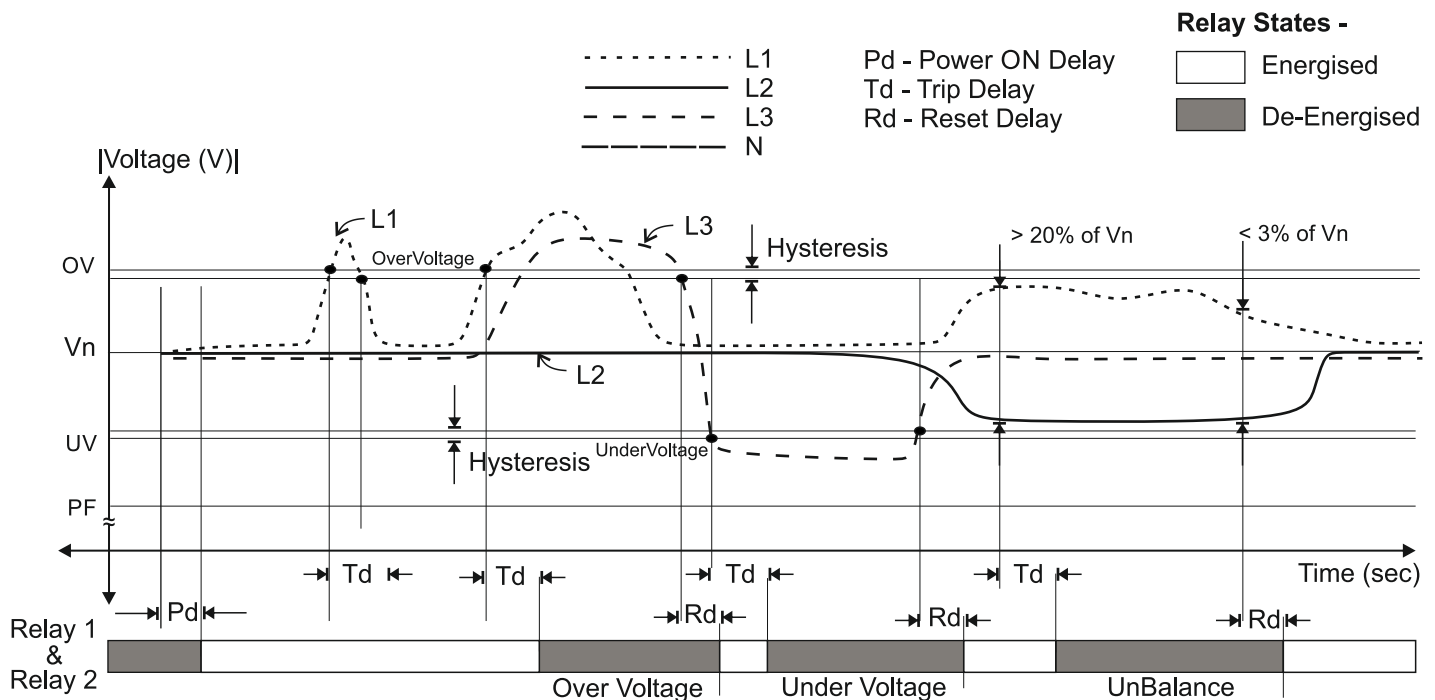 Relay States -
L1
Pd - Power ON Delay
Energised
L2
Td - Trip Delay
L3
Rd - Reset Delay
De-Energised
N
|Voltage (V)|
L1
L3
OV
OverVoltage
Hysteresis
> 20% of Vn
< 3% of Vn
Vn
L2
UV
Hysteresis
UnderVoltage
PF
≈
Td
Td
Td
Td
Time (sec)
Pd
Rd
Rd
Rd
Relay 1
&
Relay 2
Over Voltage
Under Voltage
UnBalance